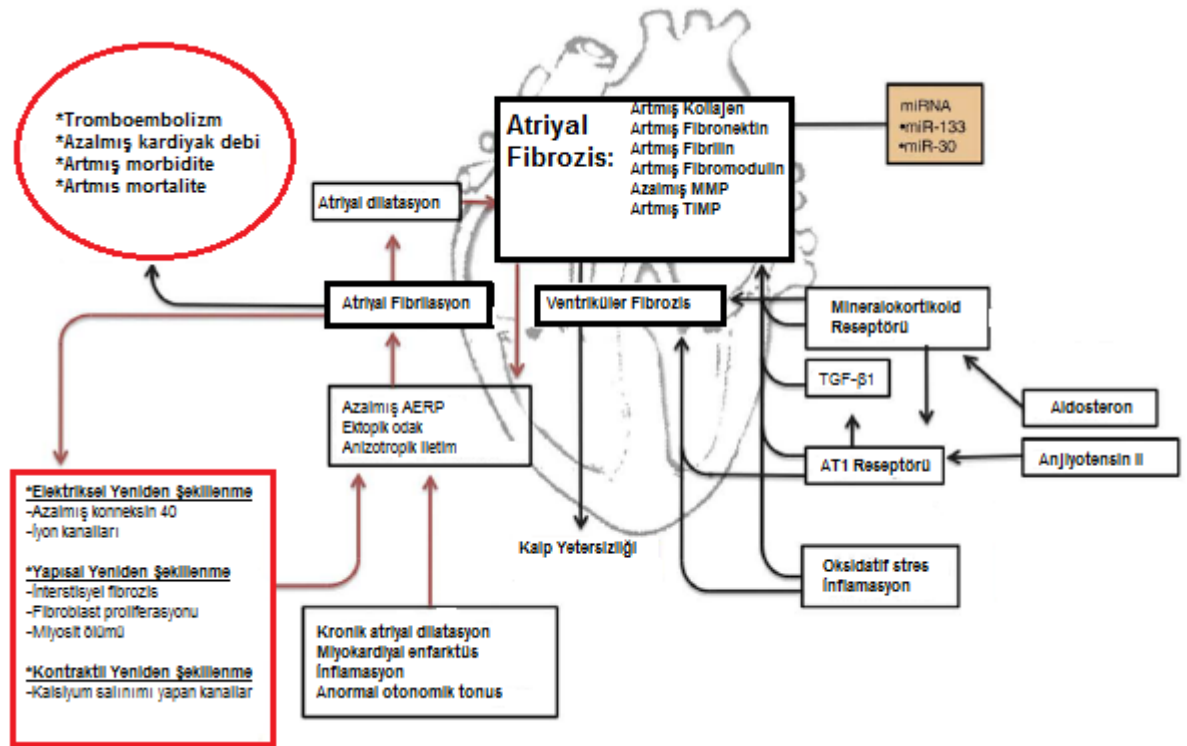 *Tromboembolizm
*Azalmış kardiyak debi
*Artmış morbidite
*Artmıs mortalite
Atriyal
Fibrozis:
Artmış Kollajen
Artmış Fibronektin
Artmış Fibrilin
Artmış Fibromodulin
Azalmış MMP
Artmış TIMP
miRNA
•miR-133
•miR-30
Atriyal dilatasyon
Atriyal Fibrilasyon
Ventriküler Fibrozis
Mineralokortikoid
Reseptörü
TGF-β1
Aldosteron
Azalmış AERP
Ektopik odak
Anizotropik iletim
AT1 Reseptörü
Anjiyotensin II
*Elektriksel Yeniden Şekillenme
-Azalmış konneksin 40
-İyon kanalları
*Yapısal Yeniden Şekillenme
-İnterstisyel fibrozis
-Fibroblast proliferasyonu
-Miyosit ölümü
*Kontraktil Yeniden Şekillenme
-Kalsiyum salınımı yapan kanallar
Kalp Yetersizliği
Oksidatif stres
İnflamasyon
Kronik atriyal dilatasyon
Miyokardiyal enfarktüs
İnflamasyon
Anormal otonomik tonus